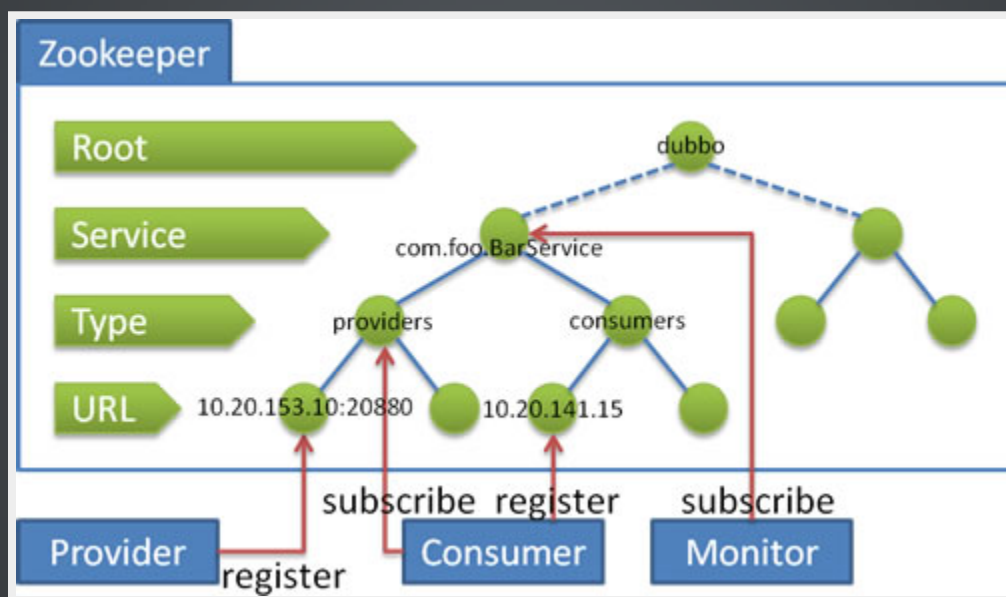 Zookeeper
Root
dubbo
Service
com.foo.BarService
Type
providers
consumers
URL
10.20.153.10:20880
10.20.141.15
subscribe
register
subscribe
Provider
register
Consumer
Monitor